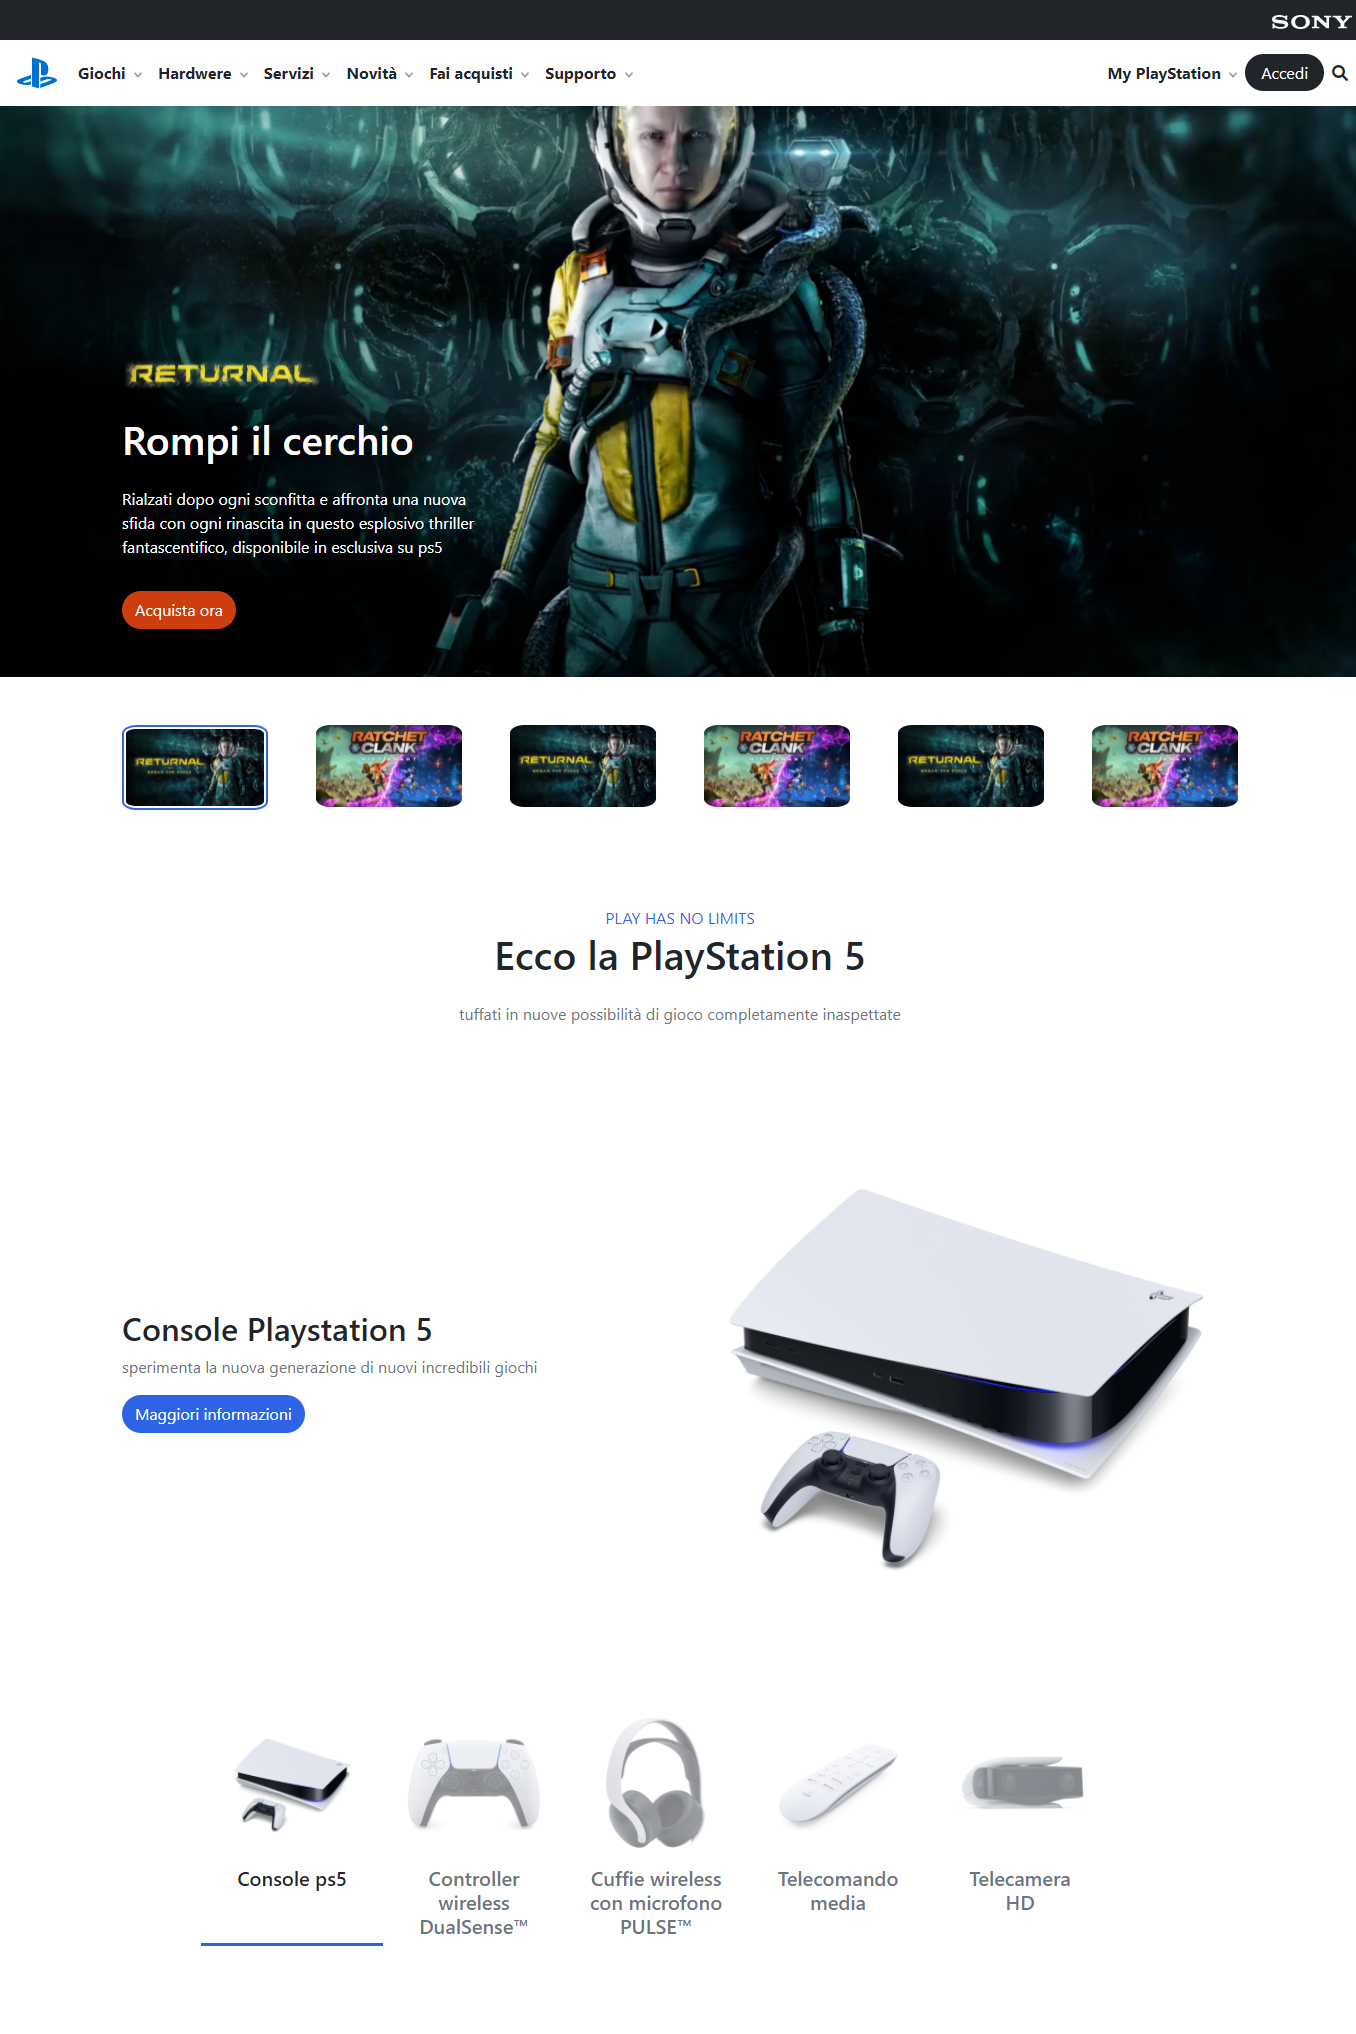 SONY
Giochi Hardwere Servizi Novità Fai acquisti Supporto My PlayStation Accedi
RETURNAL
Rompi il cerchio
Rialzati dopo ogni sconfitta e affronta una nuova
sfida con ogni rinascita in questo esplosivo thriller
fantascentifico, disponibile in esclusiva su ps5
Acquista ora
RETURNAL RATCHET RETURNAL RATCHET RETURNAL RATCHET
CLANK CLANK CLANK
PLAY HAS NO LIMITS
Ecco la PlayStation 5
tuffati in nuove possibilità di gioco completamente inaspettate
Console Playstation 5
sperimenta la nuova generazione di nuovi incredibili giochi
Maggiori informazioni
Console ps5
Controller
wireless
DualSense™
Cuffie wireless
con microfono
PULSE™
Telecomando
media
Telecamera
HD